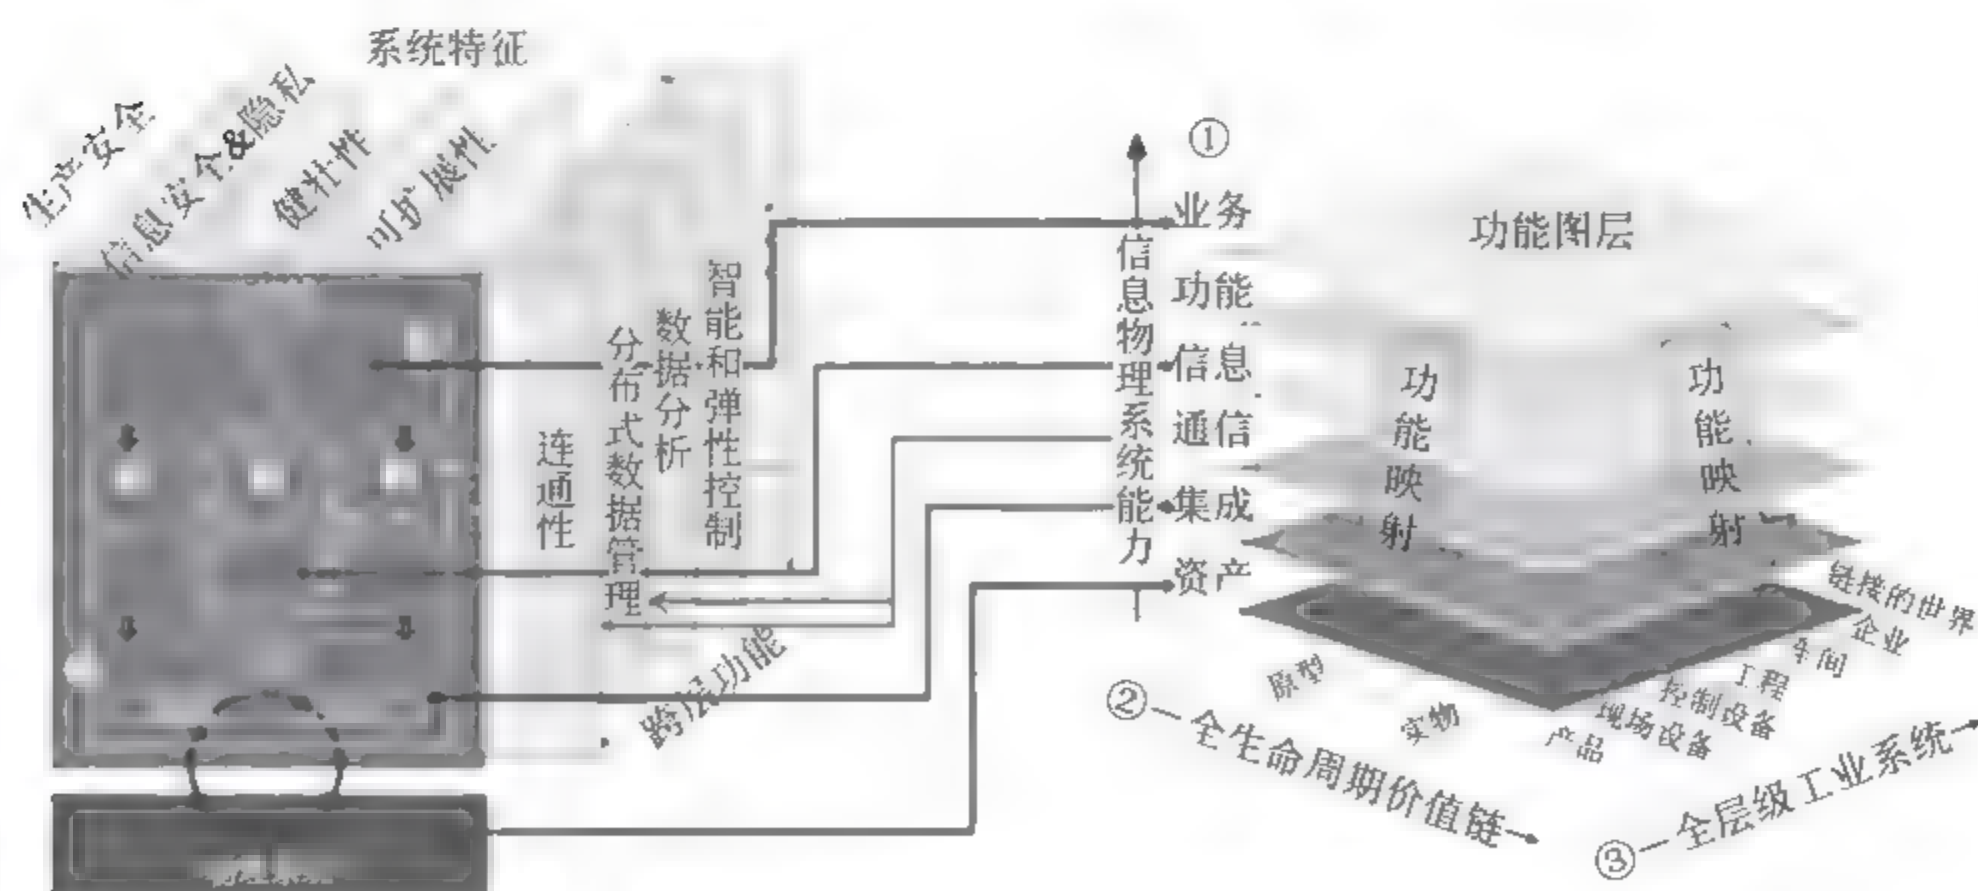 系统特征
生产安全
信息安全&隐私
健壮性
可扩展性
连通性
分布式数据管理
数据分析
智能和弹性控制
跨层功能
①
信息物理系统能力
业务
功能
信息
通信
集成
资产
功能图层
功能映射
功能映射
原型
实物
②全生命周期价值链
产品
现场设备
控制设备
工程
车间
企业
链接的世界
③全层级工业系统